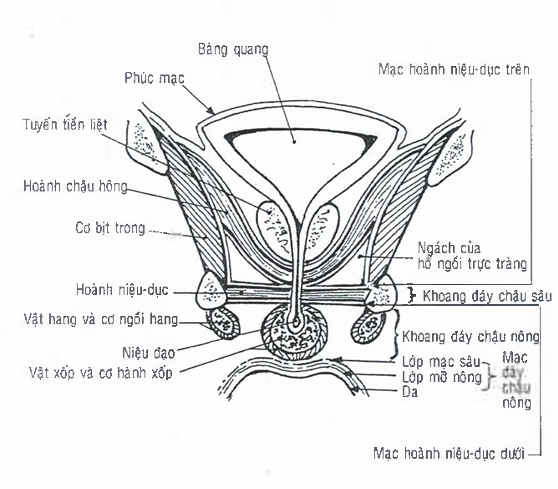 Bàng quang
Mạc hoành niệu-dục trên
Phúc mạc
Tuyến tiền liệt
Hoành chậu hông
Cơ bịt trong
Ngách của
hố ngồi trực tràng
Hoành niệu-dục
Khoang đáy chậu sâu
Vật hang và cơ ngồi hang
Khoang đáy chậu nông
Niệu đạo
Vật xốp và cơ hành xốp
Lớp mạc sâu
Lớp mỡ nông
Da
Mạc
đáy
chậu
nông
Mạc hoành niệu-dục dưới